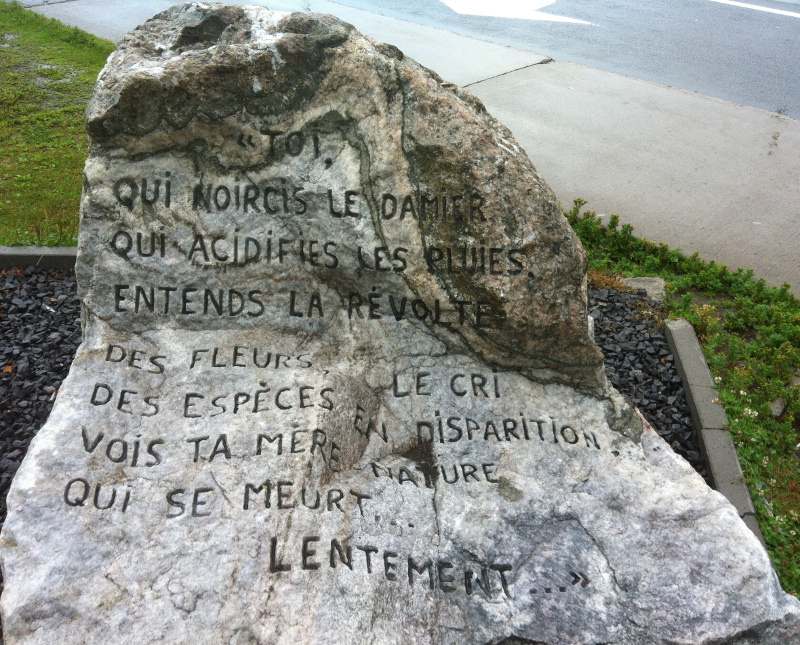 « TOI,
QUI NOIRCIS LE DAMIER
QUI ACIDIFIES LES PLUIES,
ENTENDS LA RÉVOLTE
DES FLEURS, LE CRI
DES ESPÈCES EN DISPARITION,
VOIS TA MÈRE-NATURE
QUI SE MEURT...
LENTEMENT... »